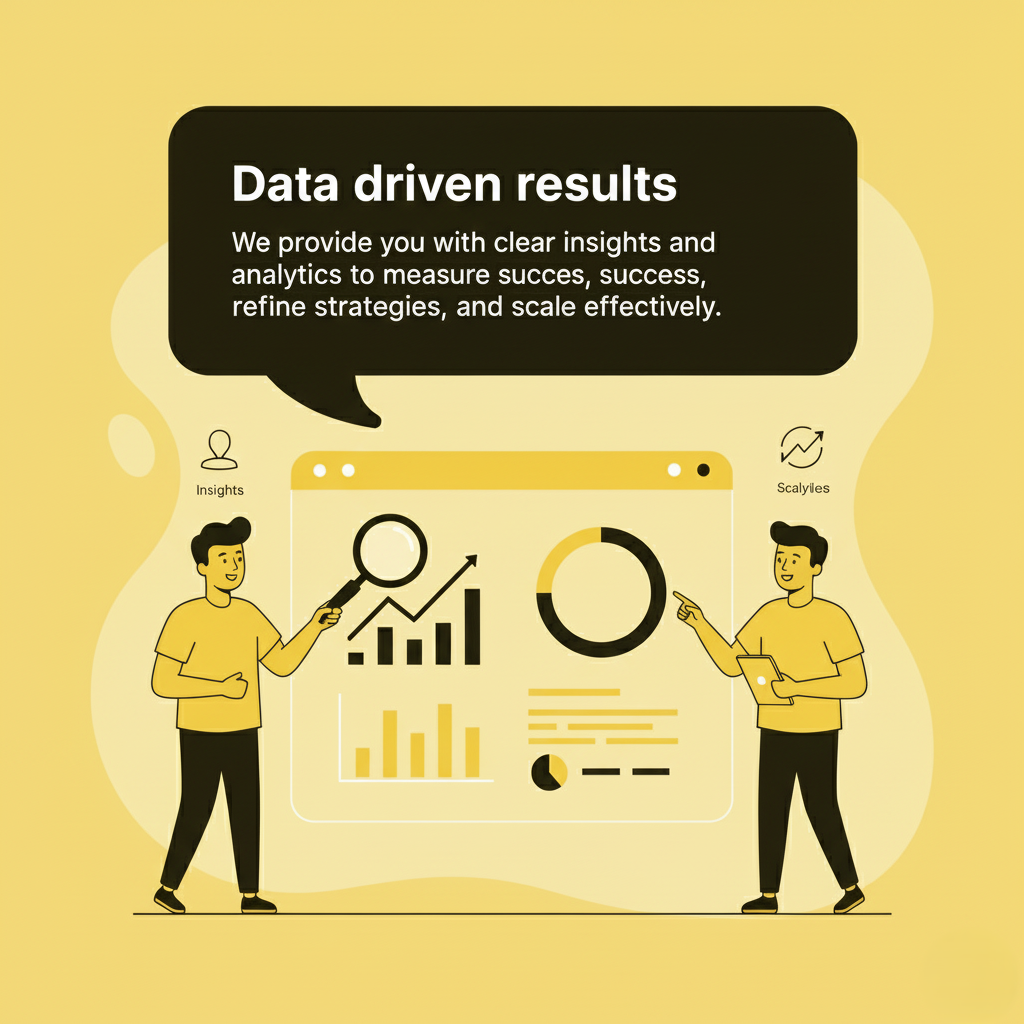 Data driven results
We provide you with clear insights and
analytics to measure succes, success,
refine strategies, and scale effectively.
Insights